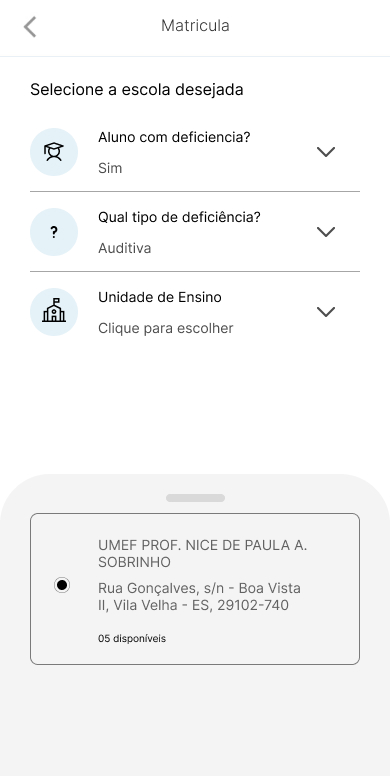 Matricula
Selecione a escola desejada
Aluno com deficiencia?
Sim
?
Qual tipo de deficiência?
Auditiva
Unidade de Ensino
Clique para escolher
UMEF PROF. NICE DE PAULA A.
SOBRINHO
Rua Gonçalves, s/n - Boa Vista
II, Vila Velha - ES, 29102-740
05 disponíveis